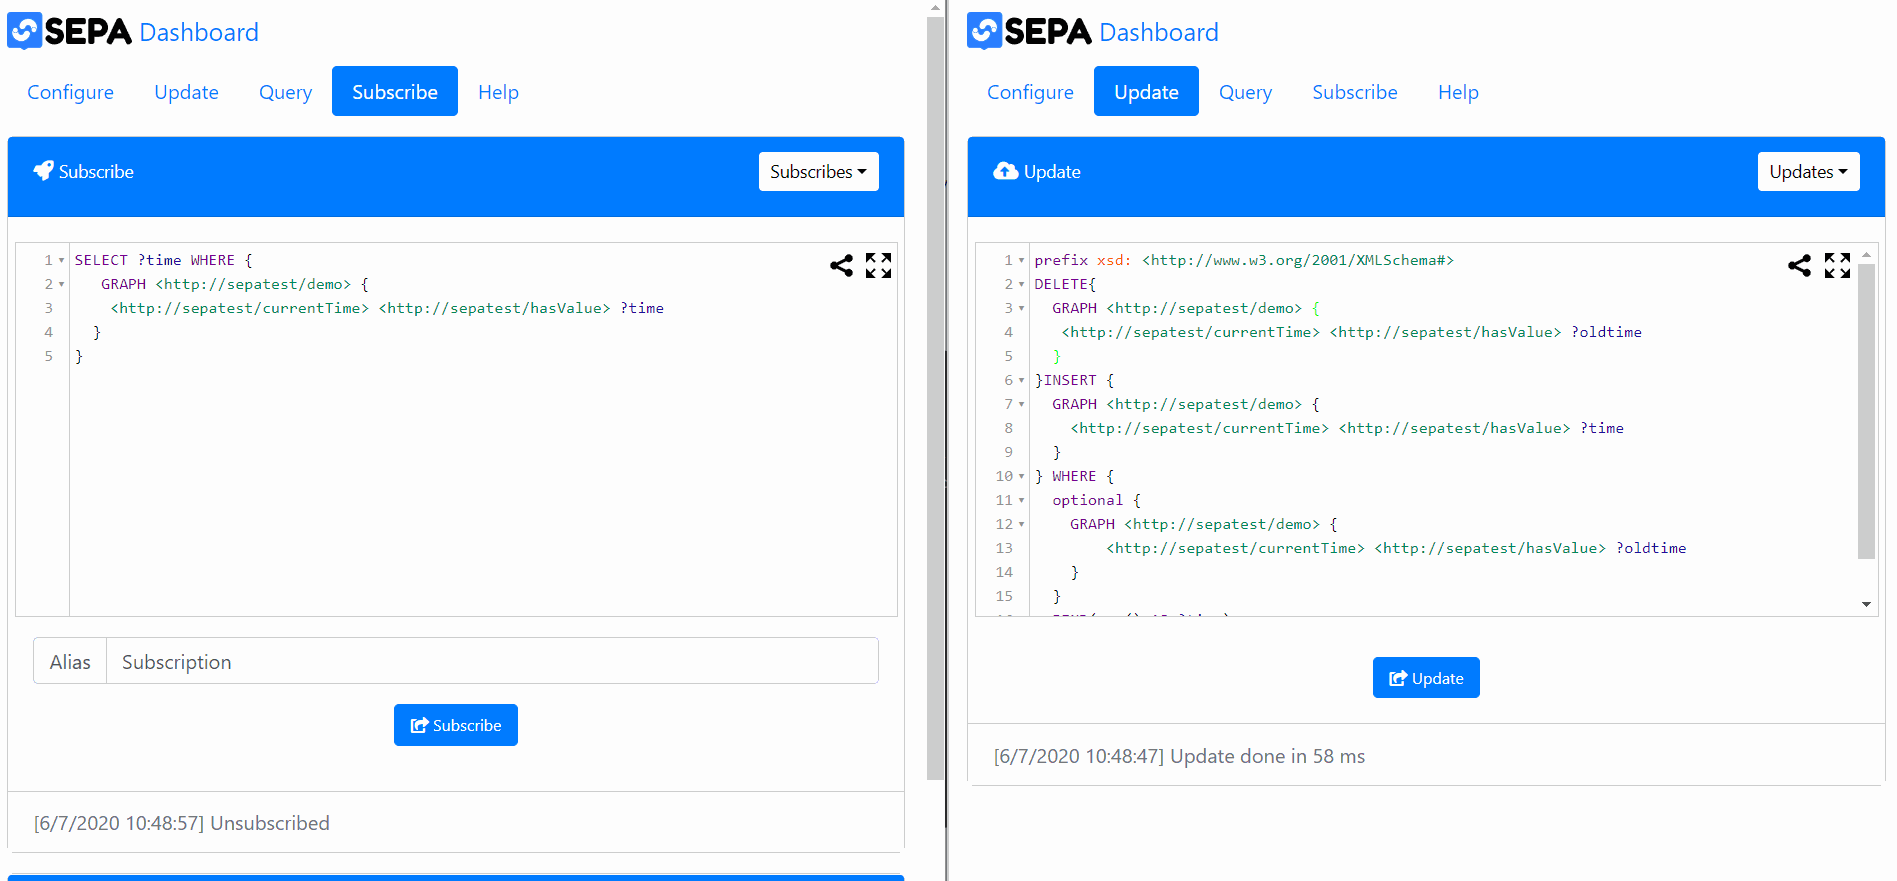 SEPA Dashboard
Configure Update Query Subscribe Help
Subscribe Subscribes
1 SELECT ?time WHERE {
2 GRAPH <http://sepatest/demo> {
3 <http://sepatest/currentTime> <http://sepatest/hasValue> ?time
4 }
5 }
Alias Subscription
Subscribe
[6/7/2020 10:48:57] Unsubscribed
SEPA Dashboard
Configure Update Query Subscribe Help
Update Updates
1 prefix xsd: <http://www.w3.org/2001/XMLSchema#>
2 DELETE{
3 GRAPH <http://sepatest/demo> {
4 <http://sepatest/currentTime> <http://sepatest/hasValue> ?oldtime
5 }
6 }INSERT {
7 GRAPH <http://sepatest/demo> {
8 <http://sepatest/currentTime> <http://sepatest/hasValue> ?time
9 }
10 } WHERE {
11 optional {
12 GRAPH <http://sepatest/demo> {
13 <http://sepatest/currentTime> <http://sepatest/hasValue> ?oldtime
14 }
15 }
Update
[6/7/2020 10:48:47] Update done in 58 ms